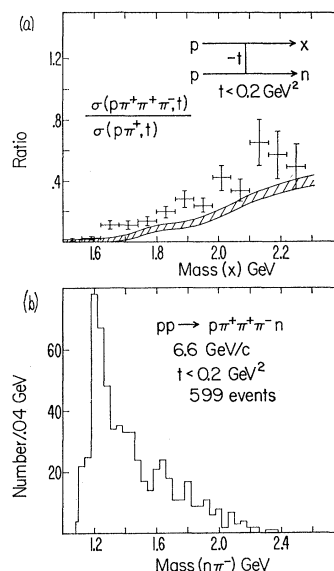 (a)
p x
-t
p n
t<0.2 GeV²
σ(pπ⁺π⁺π⁻,t)
σ(pπ⁺,t)
Ratio
1.2
.8
.4
1.6 1.8 2.0 2.2
Mass (x) GeV
(b)
pp → pπ⁺π⁺π⁻n
6.6 GeV/c
t<0.2 GeV²
599 events
Number/.04 GeV
60
40
20
1.2 1.6 2.0 2.4
Mass (nπ⁻) GeV